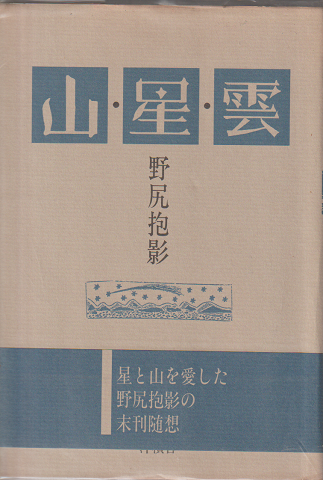 山・星・雲
野尻抱影
星と山を愛した
野尻抱影の
末刊随想